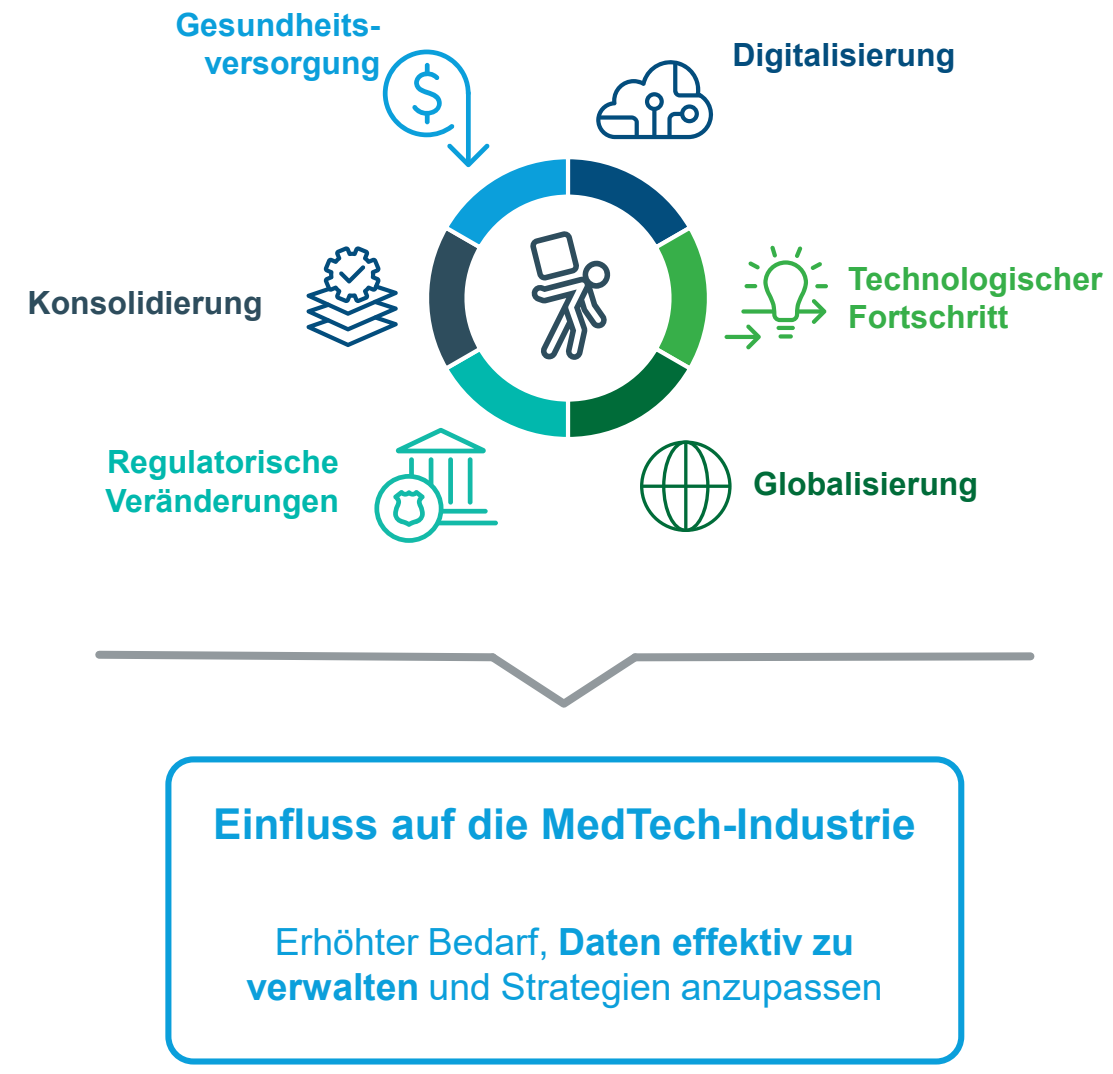 Gesundheits-
versorgung
Digitalisierung
Konsolidierung
Technologischer
Fortschritt
Regulatorische
Veränderungen
Globalisierung
Einfluss auf die MedTech-Industrie
Erhöhter Bedarf, Daten effektiv zu
verwalten und Strategien anzupassen